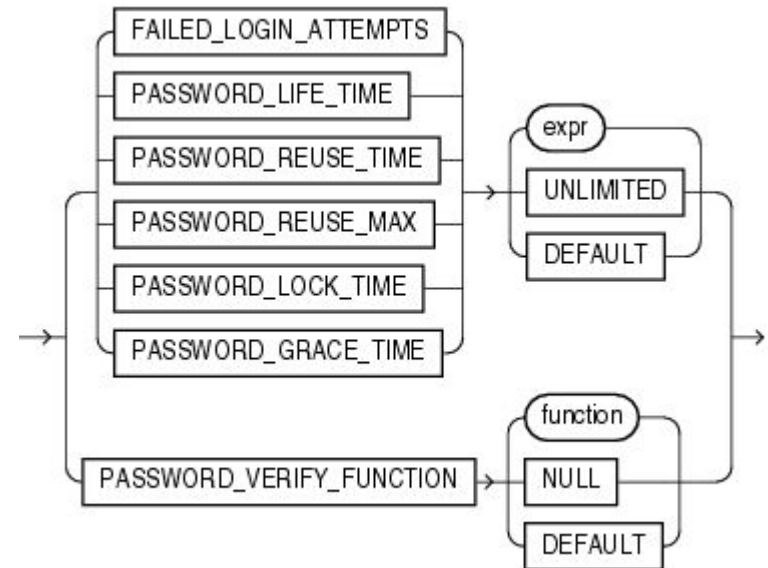 FAILED_LOGIN_ATTEMPTS
PASSWORD_LIFE_TIME
PASSWORD_REUSE_TIME
PASSWORD_REUSE_MAX
PASSWORD_LOCK_TIME
PASSWORD_GRACE_TIME
expr
UNLIMITED
DEFAULT
PASSWORD_VERIFY_FUNCTION
function
NULL
DEFAULT